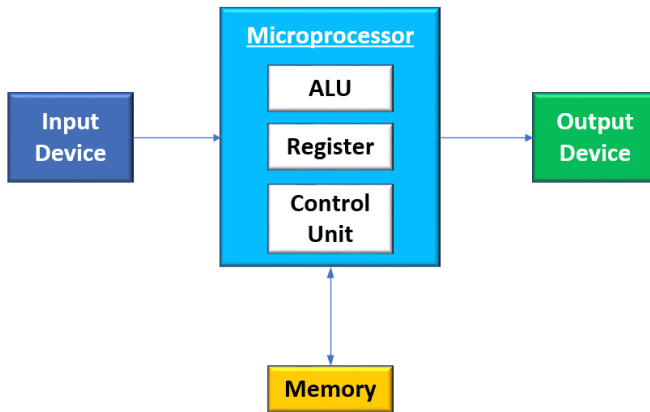 Microprocessor
ALU
Input
Device
Register
Output
Device
Control
Unit
Memory